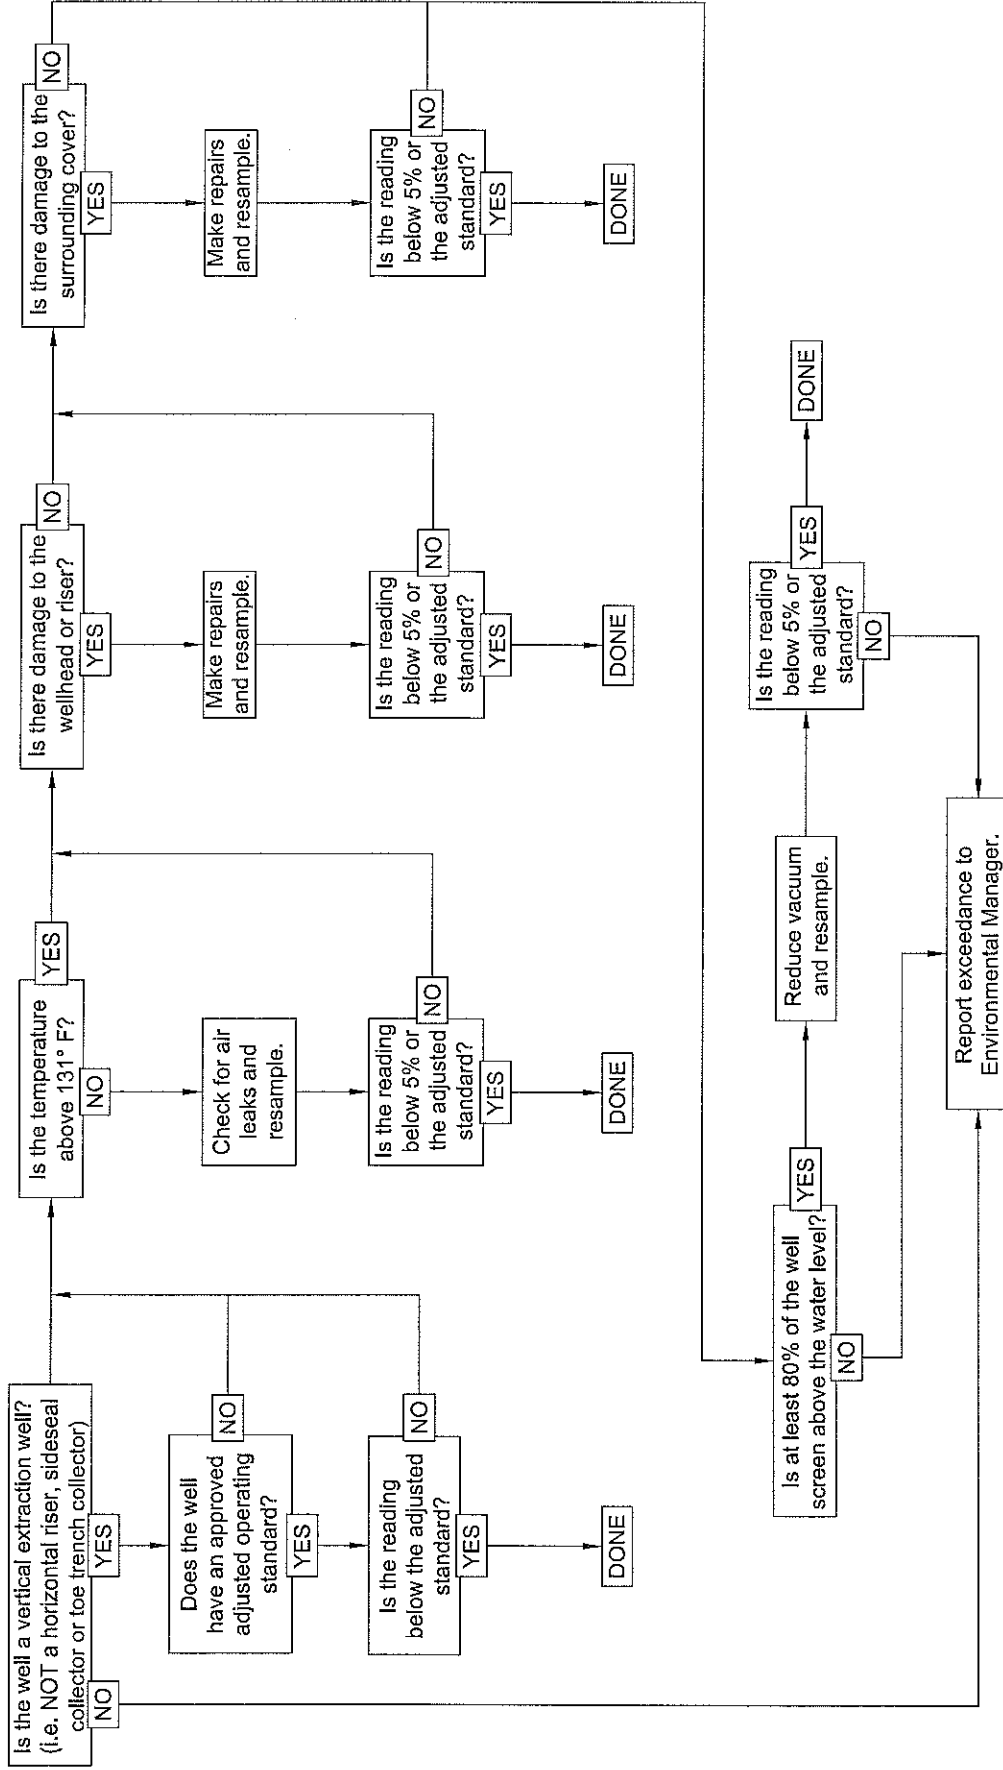 Is the well a vertical extraction well?
(i.e. NOT a horizontal riser, sideseal
collector or toe trench collector)
NO
YES
Does the well
have an approved
adjusted operating
standard?
NO
YES
Is the reading
below the adjusted
standard?
NO
YES
DONE
Is the temperature
above 131° F?
YES
NO
Check for air
leaks and
resample.
Is the reading
below 5% or
the adjusted
standard?
NO
YES
DONE
Is there damage to the
wellhead or riser?
NO
YES
Make repairs
and resample.
Is the reading
below 5% or
the adjusted
standard?
NO
YES
DONE
Is there damage to the
surrounding cover?
NO
YES
Make repairs
and resample.
Is the reading
below 5% or
the adjusted
standard?
NO
YES
DONE
Is at least 80% of the well
screen above the water level?
YES
NO
Reduce vacuum
and resample.
Is the reading
below 5% or
the adjusted
standard?
YES
NO
DONE
Report exceedance to
Environmental Manager.